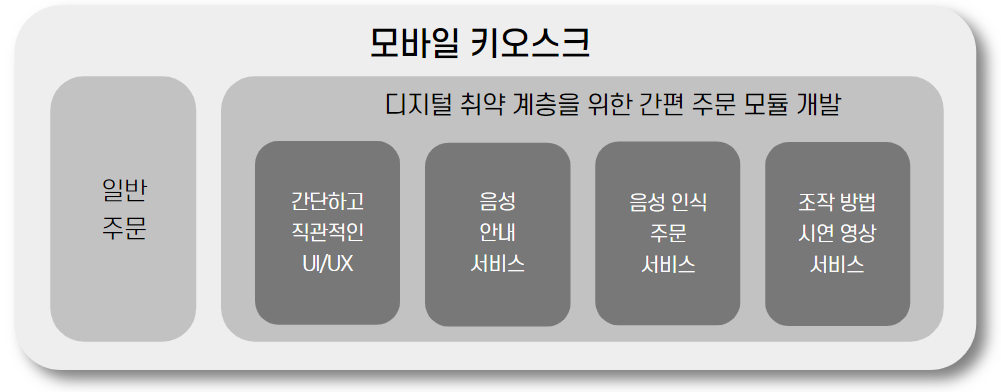 모바일 키오스크
일반
주문
디지털 취약 계층을 위한 간편 주문 모듈 개발
간단하고
직관적인
UI/UX
음성
안내
서비스
음성 인식
주문
서비스
조작 방법
시연 영상
서비스